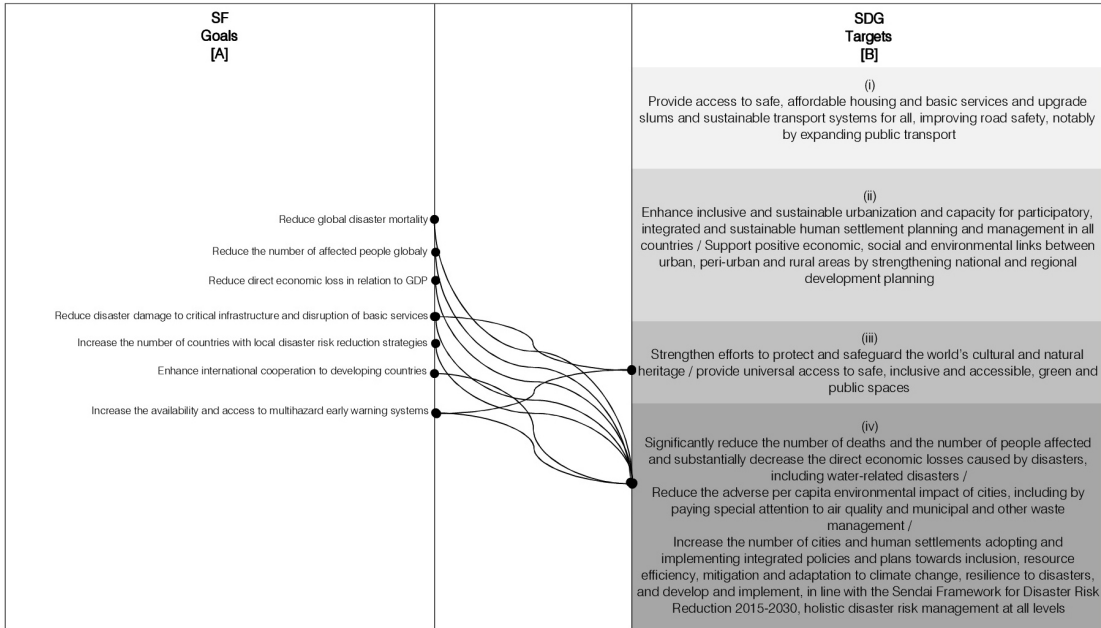 SF
Goals
[A]
SDG
Targets
[B]
(i)
Provide access to safe, affordable housing and basic services and upgrade
slums and sustainable transport systems for all, improving road safety, notably
by expanding public transport
(ii)
Enhance inclusive and sustainable urbanization and capacity for participatory,
integrated and sustainable human settlement planning and management in all
countries / Support positive economic, social and environmental links between
urban, peri-urban and rural areas by strengthening national and regional
development planning
Reduce global disaster mortality
Reduce the number of affected people globaly
Reduce direct economic loss in relation to GDP
Reduce disaster damage to critical infrastructure and disruption of basic services
Increase the number of countries with local disaster risk reduction strategies
Enhance international cooperation to developing countries
Increase the availability and access to multihazard early warning systems
(iii)
Strengthen efforts to protect and safeguard the world's cultural and natural
heritage / provide universal access to safe, inclusive and accessible, green and
public spaces
(iv)
Significantly reduce the number of deaths and the number of people affected
and substantially decrease the direct economic losses caused by disasters,
including water-related disasters /
Reduce the adverse per capita environmental impact of cities, including by
paying special attention to air quality and municipal and other waste
management /
Increase the number of cities and human settlements adopting and
implementing integrated policies and plans towards inclusion, resource
efficiency, mitigation and adaptation to climate change, resilience to disasters,
and develop and implement, in line with the Sendai Framework for Disaster Risk
Reduction 2015-2030, holistic disaster risk management at all levels